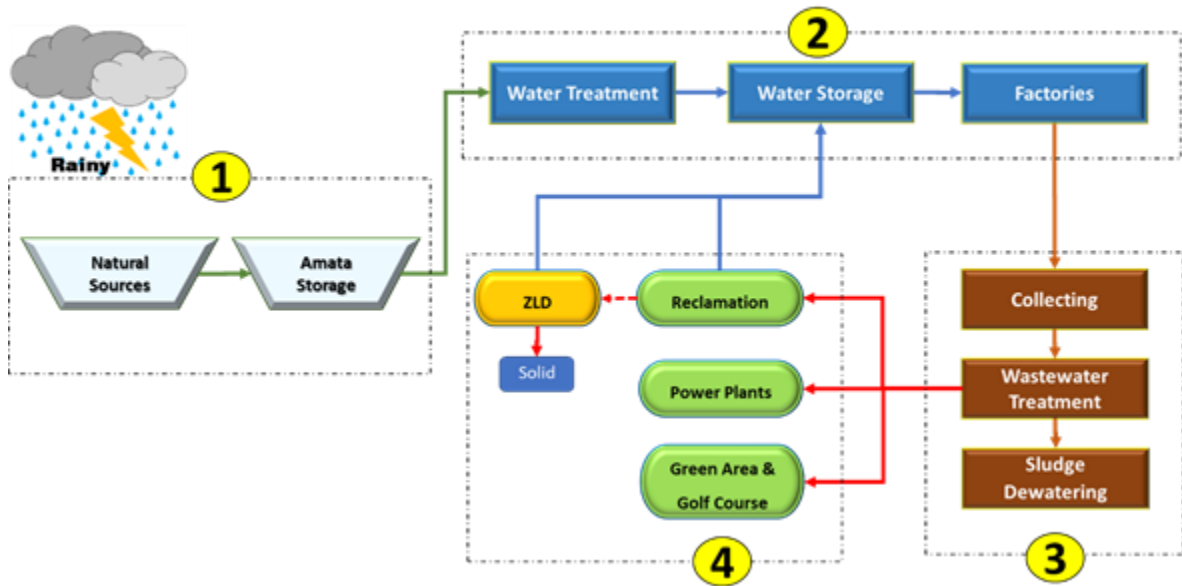 Rainy
1
Natural
Sources
Amata
Storage
2
Water Treatment
Water Storage
Factories
Collecting
Wastewater
Treatment
Sludge
Dewatering
3
ZLD
Reclamation
Solid
Power Plants
Green Area &
Golf Course
4